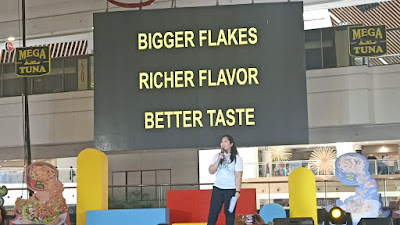 BIGGER FLAKES
RICHER FLAVOR
BETTER TASTE
MEGA
TUNA
MEGA
TUNA